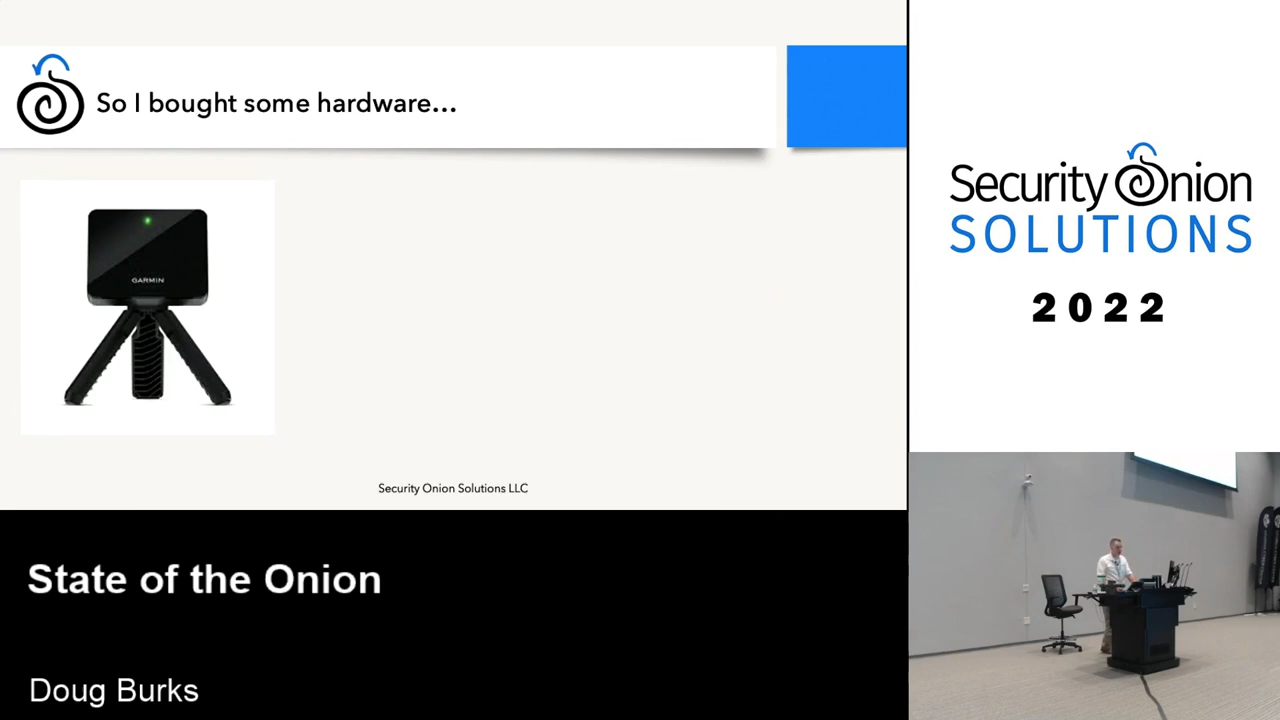 So I bought some hardware...
GARMIN
Security Onion Solutions LLC
State of the Onion
Doug Burks
Security Onion
SOLUTIONS
2022